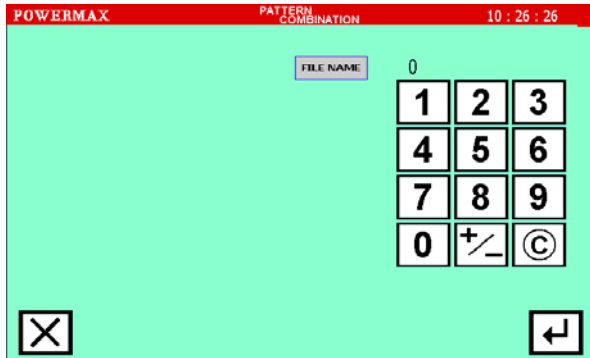 POWERMAX
PATTERN
COMBINATION
10 : 26 : 26
FILE NAME
0
1 2 3
4 5 6
7 8 9
0 +/- ©